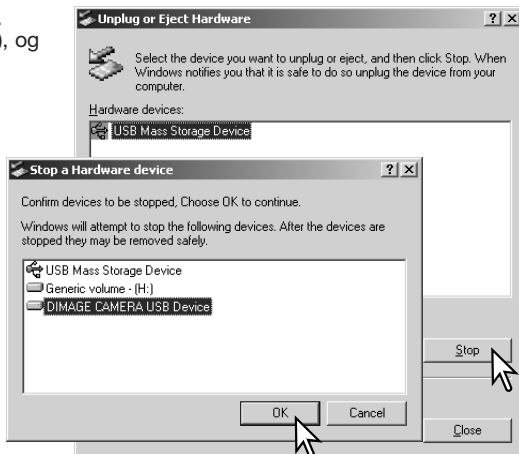 ), og
Unplug or Eject Hardware
Select the device you want to unplug or eject, and then click Stop. When
Windows notifies you that it is safe to do so unplug the device from your
computer.
Hardware devices:
USB Mass Storage Device
Stop a Hardware device
Confirm devices to be stopped, Choose OK to continue.
Windows will attempt to stop the following devices. After the devices are
stopped they may be removed safely.
USB Mass Storage Device
Generic volume - (H:)
DIMAGE CAMERA USB Device
OK
Cancel
Stop
Close